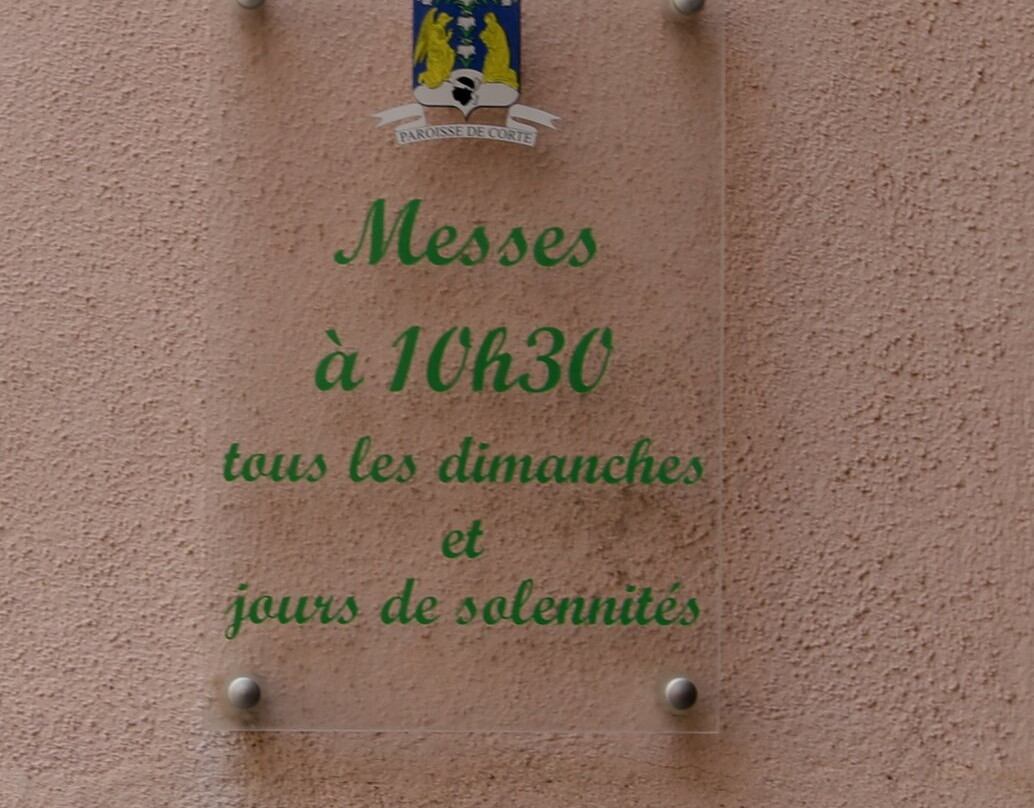 PAROISSE DE CORTE
Messes
à 10h30
tous les dimanches
et
jours de solennités